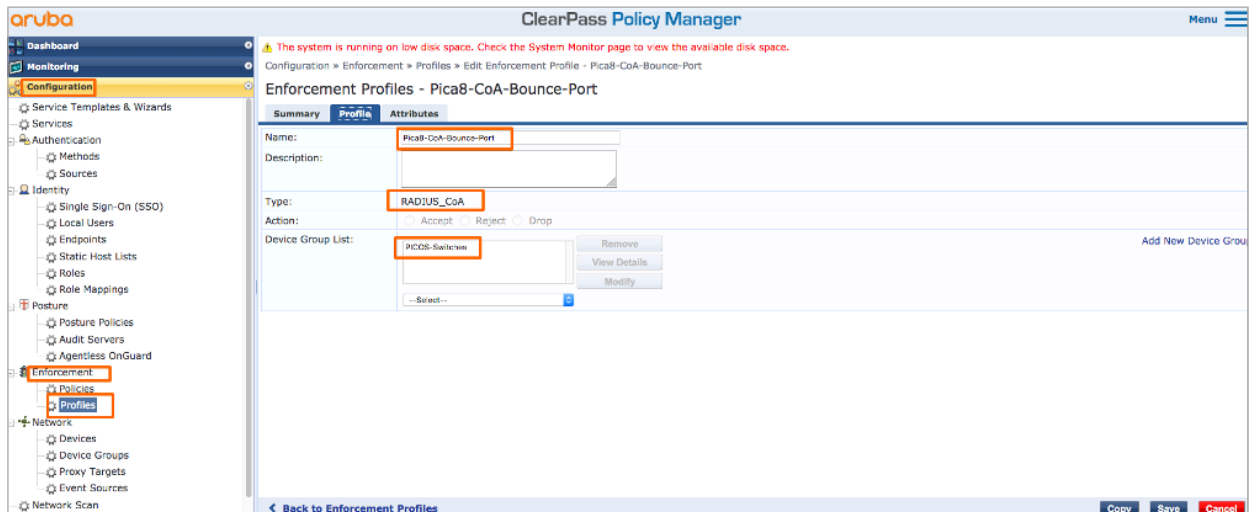 aruba
ClearPass Policy Manager
Menu
Dashboard
Monitoring
Configuration
Service Templates & Wizards
Services
Authentication
Methods
Sources
Identity
Single Sign-On (SSO)
Local Users
Endpoints
Static Host Lists
Roles
Role Mappings
Posture
Posture Policies
Audit Servers
Agentless OnGuard
Enforcement
Policies
Profiles
Network
Devices
Device Groups
Proxy Targets
Event Sources
Network Scan
The system is running on low disk space. Check the System Monitor page to view the available disk space.
Configuration » Enforcement » Profiles » Edit Enforcement Profile - Pica8-CoA-Bounce-Port
Enforcement Profiles - Pica8-CoA-Bounce-Port
Summary Profile Attributes
Name: Pica8-CoA-Bounce-Port
Description:
Type: RADIUS_CoA
Action: Accept Reject Drop
Device Group List: PICOS-Switches
Remove
View Details
Modify
Add New Device Grou
--Select--
Back to Enforcement Profiles
Copy Save Cancel